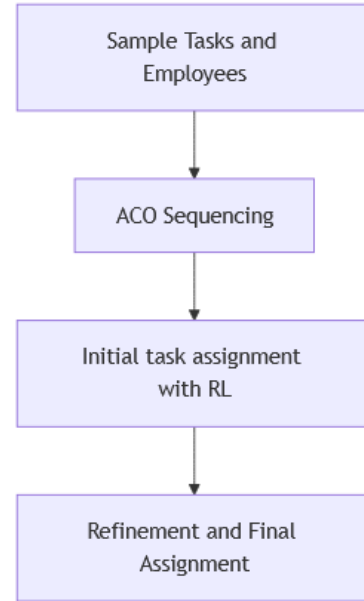 Sample Tasks and
Employees
ACO Sequencing
Initial task assignment
with RL
Refinement and Final
Assignment